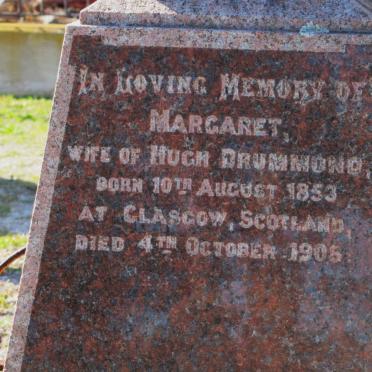 In Loving Memory of
Margaret,
wife of Hugh Drummond,
born 10th August 1853
at Glasgow, Scotland,
died 4th October 1906